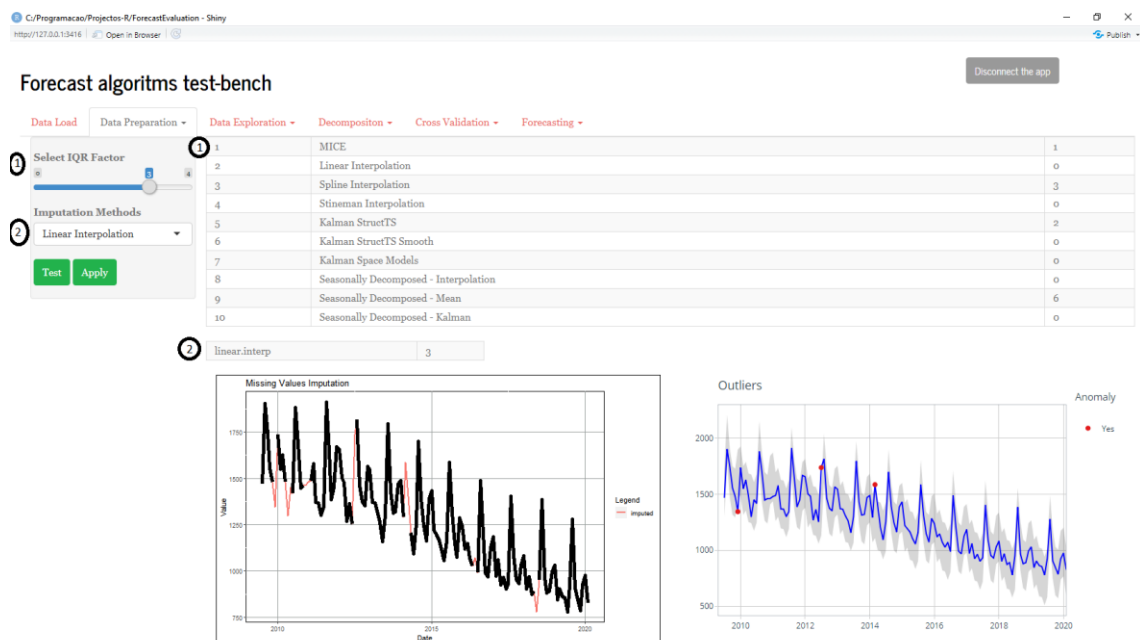 C:/Programacao/Projectos-R/ForecastEvaluation - Shiny
http://127.0.0.1:3416 Open in Browser Publish
Forecast algoritms test-bench
Disconnect the app
Data Load Data Preparation Data Exploration Decompositon Cross Validation Forecasting
1
Select IQR Factor
0 3 4
2
Imputation Methods
Linear Interpolation
Test Apply
1
1 MICE 1
2 Linear Interpolation 0
3 Spline Interpolation 3
4 Stineman Interpolation 0
5 Kalman StructTS 2
6 Kalman StructTS Smooth 0
7 Kalman Space Models 0
8 Seasonally Decomposed - Interpolation 0
9 Seasonally Decomposed - Mean 6
10 Seasonally Decomposed - Kalman 0
2
linear.interp 3
Missing Values Imputation
Value
1750
1500
1250
1000
750
2010 2015 2020
Date
Legend
imputed
Outliers
Anomaly
Yes
2000
1500
1000
500
2010 2012 2014 2016 2018 2020